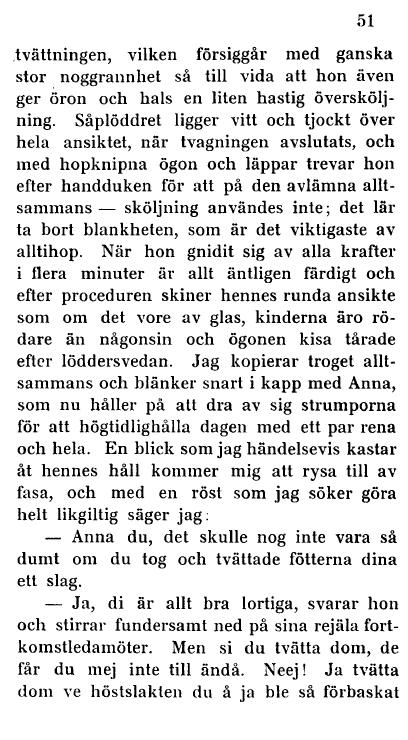 51
tvättningen, vilken försiggår med ganska
stor noggrannhet så till vida att hon även
ger öron och hals en liten hastig översköli-
ning. Såplöddret ligger vitt och tjockt över
hela ansiktet, när tvagningen avslutats, och
med hopknipna ögon och läppar trevar hon
efter handduken för att på den avlämna allt-
sammans — sköljning användes inte; det lär
ta bort blankheten, som är det viktigaste av
alltihop. När hon gnidit sig av alla krafter
i flera minuter är allt äntligen färdigt och
efter proceduren skiner hennes runda ansikte
som om det vore av glas, kinderna äro rö-
dare än någonsin och ögonen kisa tårade
efter löddersvedan. Jag kopierar troget allt-
sammans och blänker snart i kapp med Anna,
som nu håller på att dra av sig strumporna
för att högtidlighålla dagen med ett par rena
och hela. En blick som jag händelsevis kastar
åt hennes håll kommer mig att rysa till av
fasa, och med en röst som jag söker göra
helt likgiltig säger jag:
— Anna du, det skulle nog inte vara så
dumt om du tog och tvättade fötterna dina
ett slag.
— Ja, di är allt bra lortiga, svarar hon
och stirrar fundersamt ned på sina rejäla fort-
komstledamöter. Men si du tvätta dom, de
får du mej inte till ändå. Neej! Ja tvätta
dom ve höstslakten du å ja ble så förbaskat